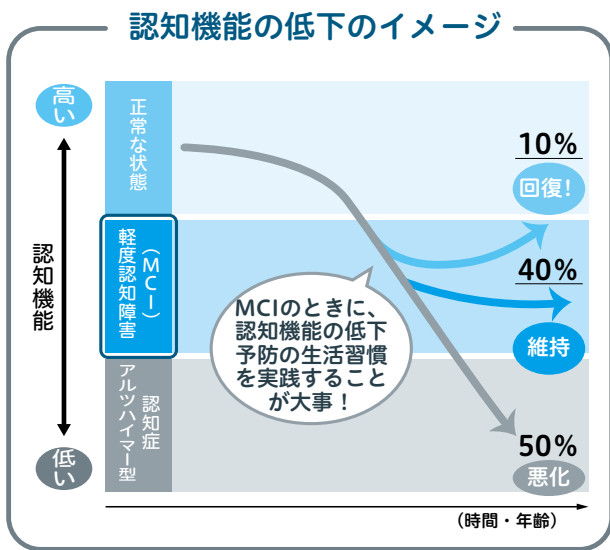 認知機能の低下のイメージ
高い
認知機能
低い
正常な状態
軽度認知障害
（MCI）
アルツハイマー型
認知症
10%
回復！
40%
維持
50%
悪化
MCIのときに、
認知機能の低下
予防の生活習慣
を実践すること
が大事！
（時間・年齢）